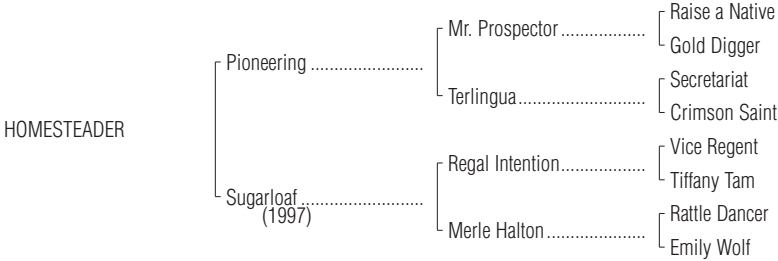 Raise a Native
Mr. Prospector.....................
Gold Digger
Pioneering ........................
Secretariat
Terlingua...........................
Crimson Saint
HOMESTEADER
Vice Regent
Regal Intention..................
Tiffany Tam
Sugarloaf..........................
(1997)
Rattle Dancer
Merle Halton.....................
Emily Wolf